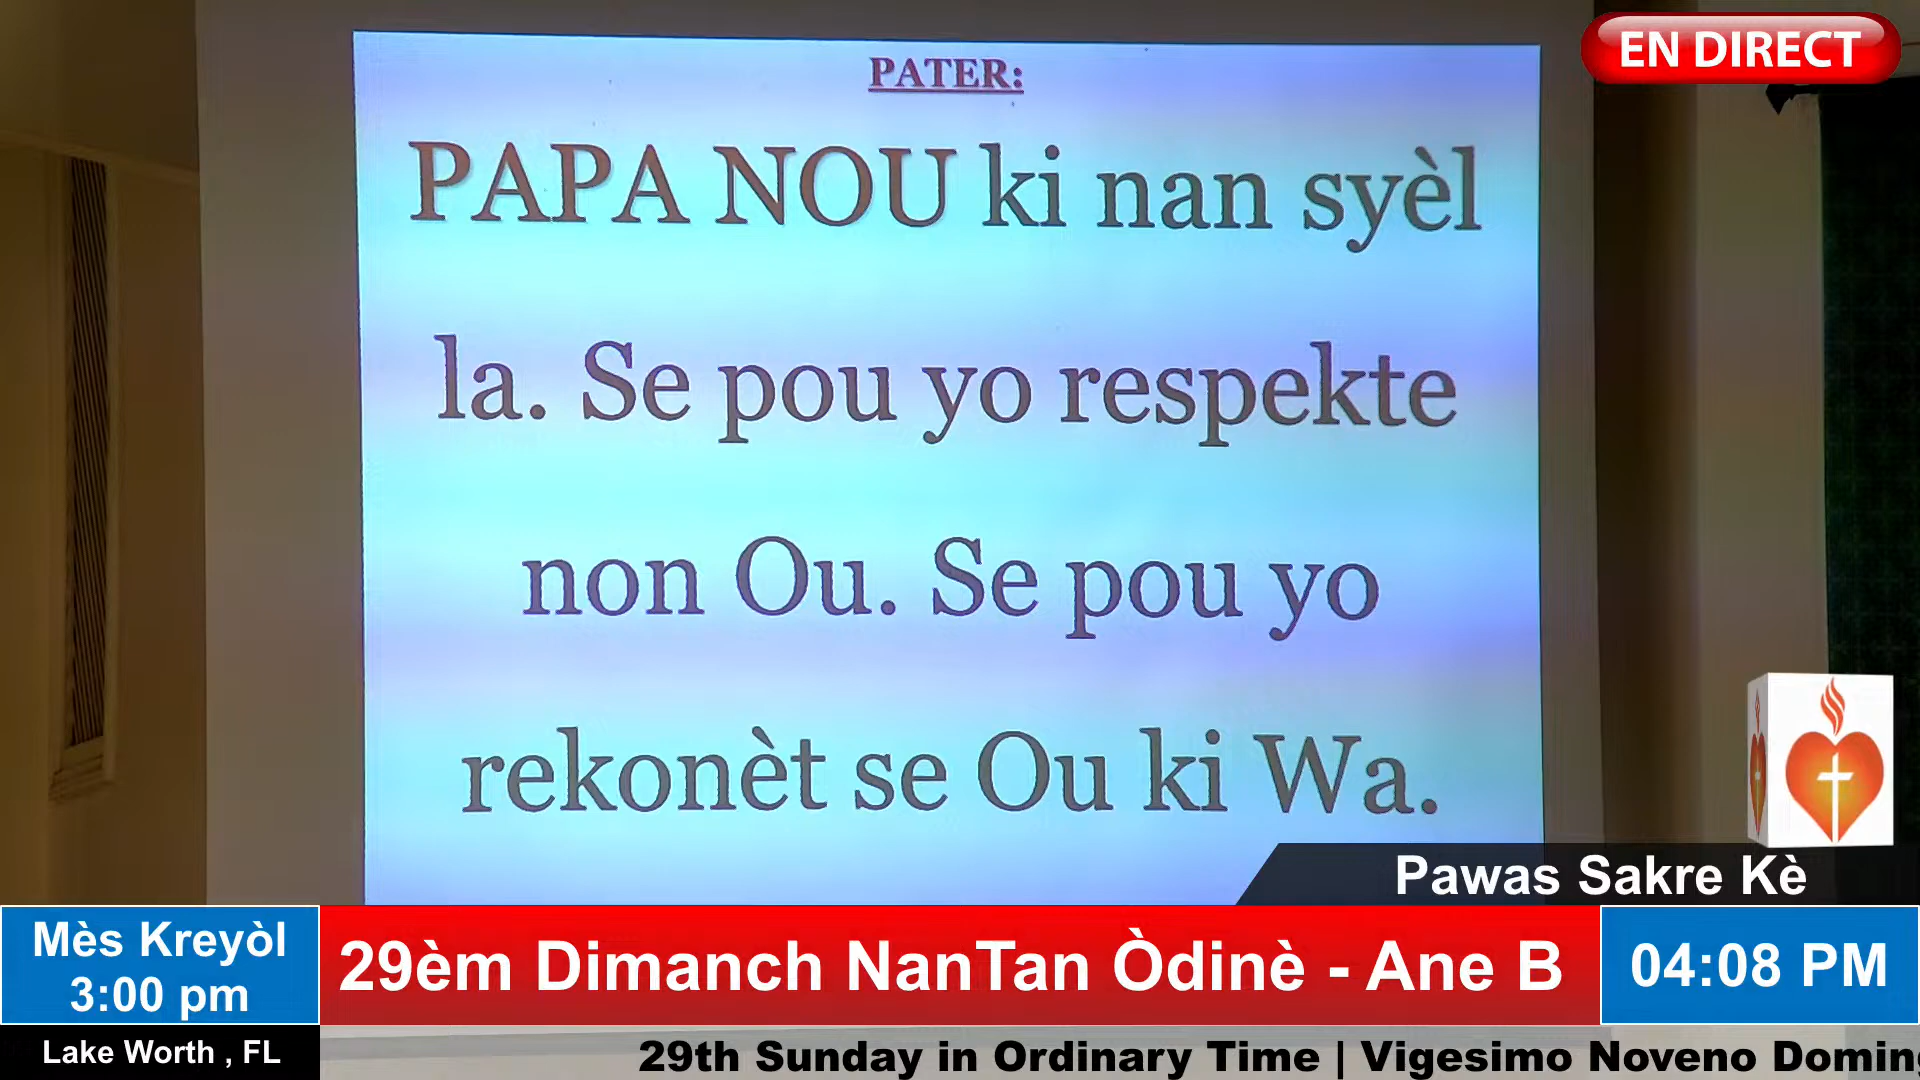 EN DIRECT
PATER:
PAPA NOU ki nan syèl
la. Se pou yo respekte
non Ou. Se pou yo
rekonèt se Ou ki Wa.
Pawas Sakre Kè
Mès Kreyòl
3:00 pm
29èm Dimanch NanTan Òdinè - Ane B
04:08 PM
Lake Worth , FL
29th Sunday in Ordinary Time | Vigesimo Noveno Doming